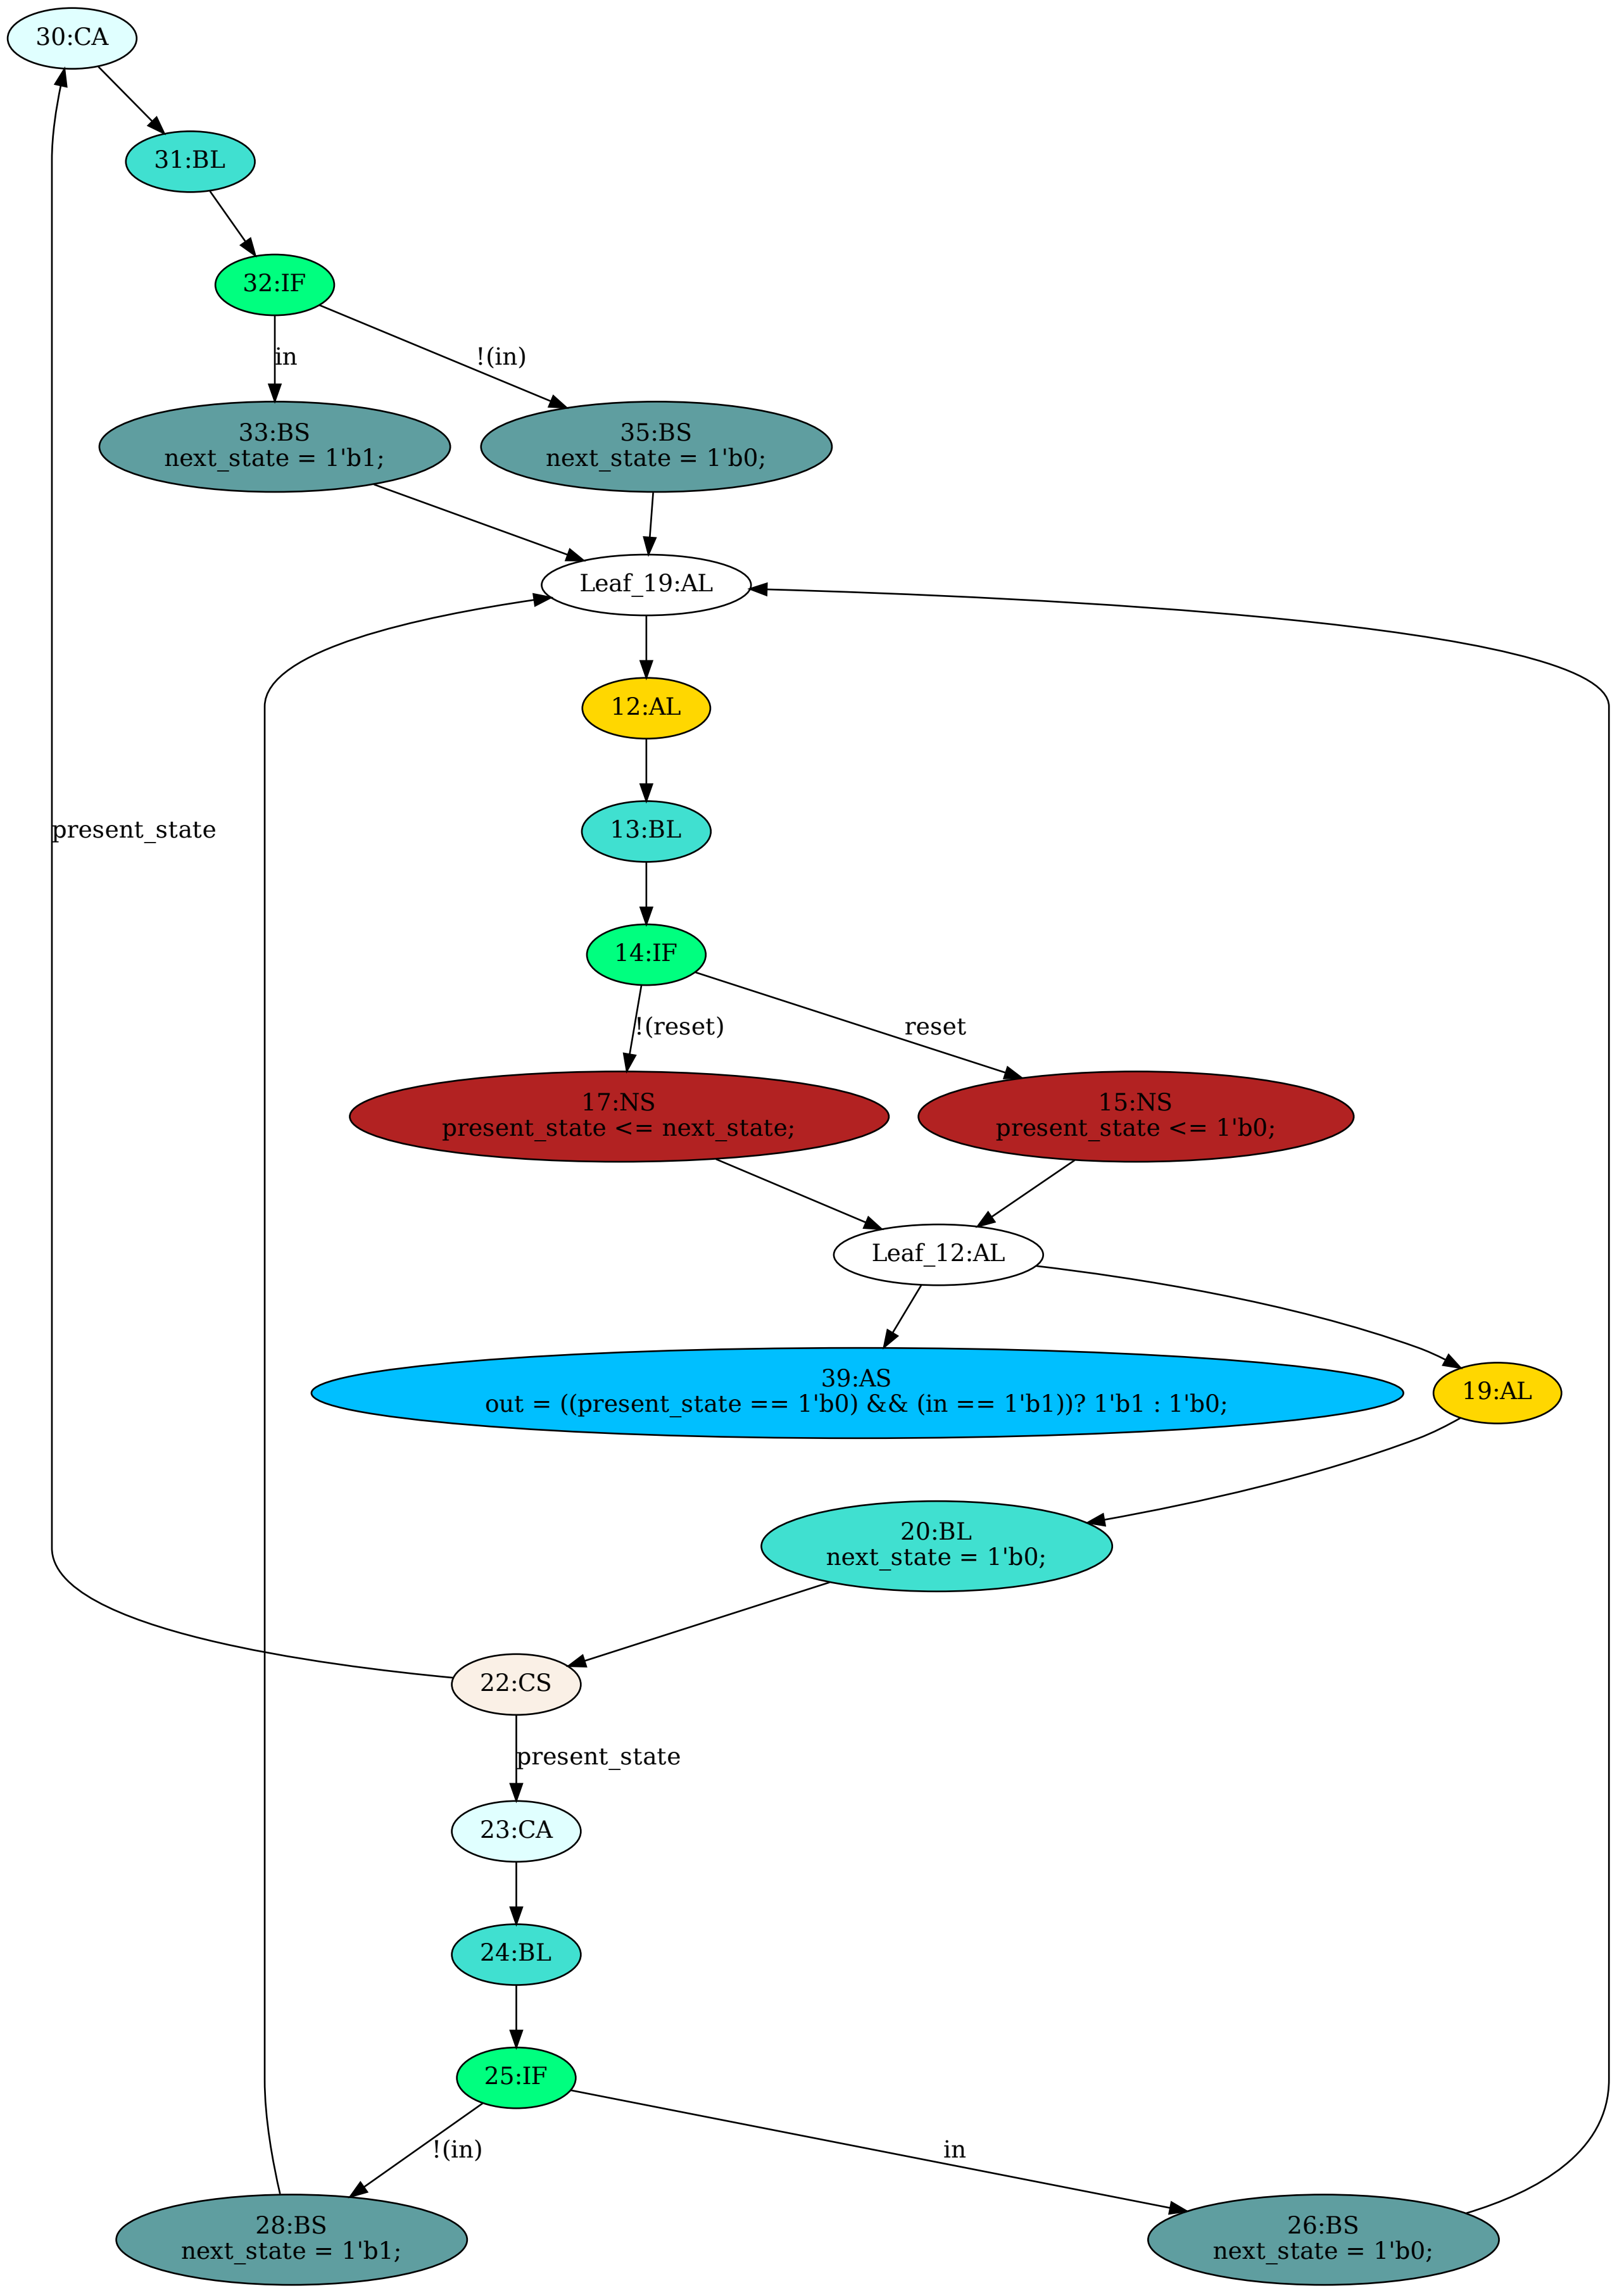 30:CA
31:BL
32:IF
in
!(in)
33:BS
next_state = 1'b1;
35:BS
next_state = 1'b0;
Leaf_19:AL
12:AL
present_state
13:BL
14:IF
!(reset)
reset
17:NS
present_state <= next_state;
15:NS
present_state <= 1'b0;
Leaf_12:AL
39:AS
out = ((present_state == 1'b0) && (in == 1'b1))? 1'b1 : 1'b0;
19:AL
20:BL
next_state = 1'b0;
22:CS
present_state
23:CA
24:BL
25:IF
!(in)
in
28:BS
next_state = 1'b1;
26:BS
next_state = 1'b0;